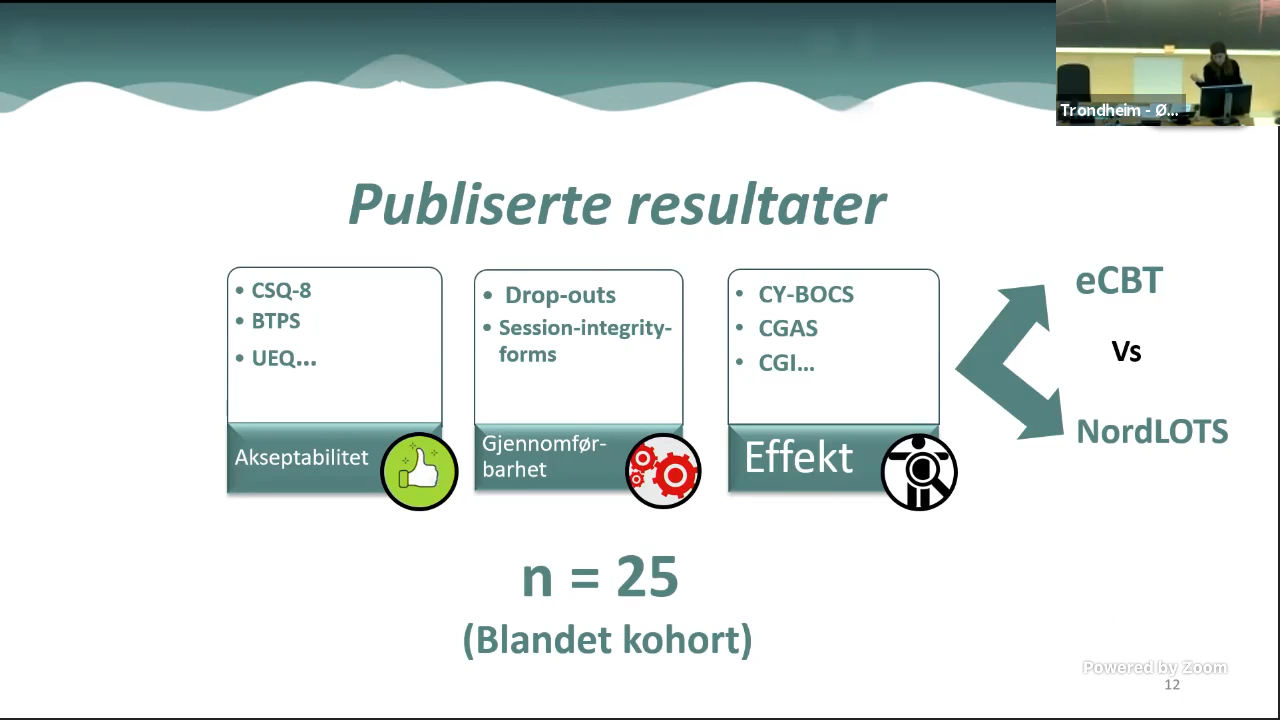 Trondheim - Ø...
Publiserte resultater
• CSQ-8
• BTPS
• UEQ...
Akseptabilitet
• Drop-outs
• Session-integrity-
forms
Gjennomfør-
barhet
• CY-BOCS
• CGAS
• CGI...
Effekt
eCBT
Vs
NordLOTS
n = 25
(Blandet kohort)
Powered by Zoom
12